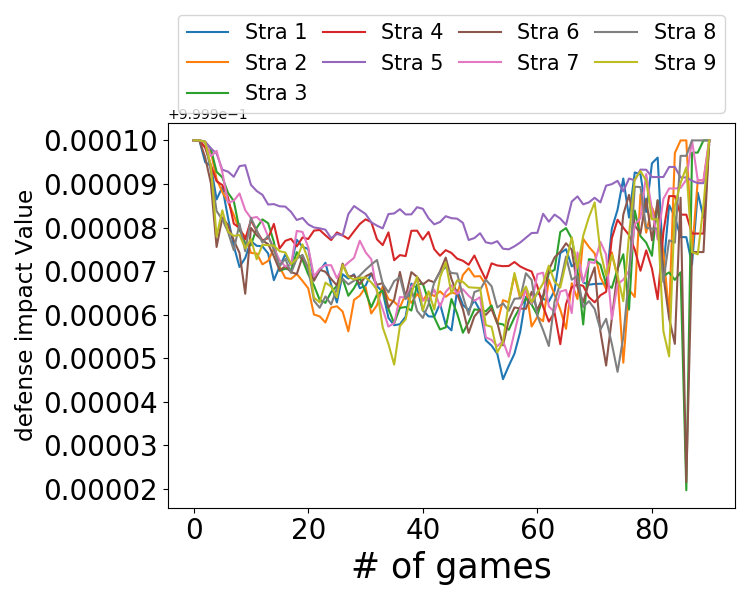 Stra 1 Stra 4 Stra 6 Stra 8
Stra 2 Stra 5 Stra 7 Stra 9
Stra 3
+9.999e−1
0.00010
0.00009
0.00008
0.00007
0.00006
0.00005
0.00004
0.00003
0.00002
defense impact Value
0 20 40 60 80
# of games